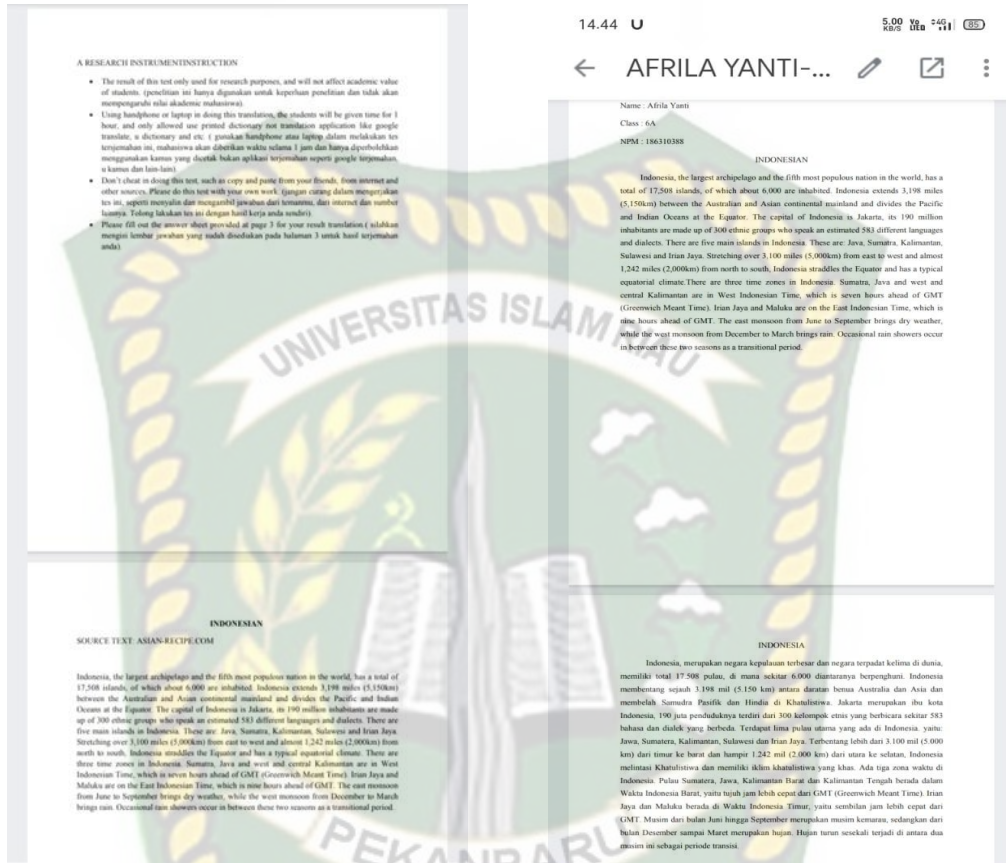 A RESEARCH INSTRUMENTINSTRUCTION
• The result of this test only used for research purposes, and will not affect academic value
of students. (penelitian ini hanya digunakan untuk keperluan penelitian dan tidak akan
mempengaruhi nilai akademic mahasiswa).
• Using handphone or laptop in doing this translation, the students will be given time for 1
hour, and only allowed use printed dictionary not translation application like google
translate, u dictionary and etc. ( gunakan handphone atau laptop dalam melakukan tes
terjemahan ini, mahasiswa akan diberikan waktu selama 1 jam dan hanya diperbolehkan
menggunakan kamus yang dicetak bukan aplikasi terjemahan seperti google terjemahan,
u kamus dan lain-lain).
• Don't cheat in doing this test, such as copy and paste from your friends, from internet and
other sources. Please do this test with your own work. (jangan curang dalam mengerjakan
tes ini, seperti menyalin dan mengambil jawaban dari temanmu, dari internet dan sumber
lainnya. Tolong lakukan tes ini dengan hasil kerja anda sendiri).
• Please fill out the answer sheet provided at page 3 for your result translation.( silahkan
mengisi lembar jawaban yang sudah disediakan pada halaman 3 untuk hasil terjemahan
anda).
INDONESIAN
SOURCE TEXT: ASIAN-RECIPE.COM
Indonesia, the largest archipelago and the fifth most populous nation in the world, has a total of
17,508 islands, of which about 6,000 are inhabited. Indonesia extends 3,198 miles (5,150km)
between the Australian and Asian continental mainland and divides the Pacific and Indian
Oceans at the Equator. The capital of Indonesia is Jakarta, its 190 million inhabitants are made
up of 300 ethnic groups who speak an estimated 583 different languages and dialects. There are
five main islands in Indonesia. These are: Java, Sumatra, Kalimantan, Sulawesi and Irian Jaya.
Stretching over 3,100 miles (5,000km) from east to west and almost 1,242 miles (2,000km) from
north to south, Indonesia straddles the Equator and has a typical equatorial climate. There are
three time zones in Indonesia. Sumatra, Java and west and central Kalimantan are in West
Indonesian Time, which is seven hours ahead of GMT (Greenwich Meant Time). Irian Jaya and
Maluku are on the East Indonesian Time, which is nine hours ahead of GMT. The east monsoon
from June to September brings dry weather, while the west monsoon from December to March
brings rain. Occasional rain showers occur in between these two seasons as a transitional period.
14.44 U 5.00 KB/S Vo LTE 4G 85
AFRILA YANTI-...
Name : Afrila Yanti
Class : 6A
NPM : 186310388
INDONESIAN
Indonesia, the largest archipelago and the fifth most populous nation in the world, has a
total of 17,508 islands, of which about 6,000 are inhabited. Indonesia extends 3,198 miles
(5,150km) between the Australian and Asian continental mainland and divides the Pacific
and Indian Oceans at the Equator. The capital of Indonesia is Jakarta, its 190 million
inhabitants are made up of 300 ethnic groups who speak an estimated 583 different languages
and dialects. There are five main islands in Indonesia. These are: Java, Sumatra, Kalimantan,
Sulawesi and Irian Jaya. Stretching over 3,100 miles (5,000km) from east to west and almost
1,242 miles (2,000km) from north to south, Indonesia straddles the Equator and has a typical
equatorial climate.There are three time zones in Indonesia. Sumatra, Java and west and
central Kalimantan are in West Indonesian Time, which is seven hours ahead of GMT
(Greenwich Meant Time). Irian Jaya and Maluku are on the East Indonesian Time, which is
nine hours ahead of GMT. The east monsoon from June to September brings dry weather,
while the west monsoon from December to March brings rain. Occasional rain showers occur
in between these two seasons as a transitional period.
INDONESIA
Indonesia, merupakan negara kepulauan terbesar dan negara terpadat kelima di dunia,
memiliki total 17.508 pulau, di mana sekitar 6.000 diantaranya berpenghuni. Indonesia
membentang sejauh 3.198 mil (5.150 km) antara daratan benua Australia dan Asia dan
membelah Samudra Pasifik dan Hindia di Khatulistiwa. Jakarta merupakan ibu kota
Indonesia, 190 juta penduduknya terdiri dari 300 kelompok etnis yang berbicara sekitar 583
bahasa dan dialek yang berbeda. Terdapat lima pulau utama yang ada di Indonesia. yaitu:
Jawa, Sumatra, Kalimantan, Sulawesi dan Irian Jaya. Terbentang lebih dari 3.100 mil (5.000
km) dari timur ke barat dan hampir 1.242 mil (2.000 km) dari utara ke selatan, Indonesia
melintasi Khatulistiwa dan memiliki iklim khatulistiwa yang khas. Ada tiga zona waktu di
Indonesia. Pulau Sumatera, Jawa, Kalimantan Barat dan Kalimantan Tengah berada dalam
Waktu Indonesia Barat, yaitu tujuh jam lebih cepat dari GMT (Greenwich Meant Time). Irian
Jaya dan Maluku berada di Waktu Indonesia Timur, yaitu sembilan jam lebih cepat dari
GMT. Musim dari bulan Juni hingga September merupakan musim kemarau, sedangkan dari
bulan Desember sampai Maret merupakan hujan. Hujan turun sesekali terjadi di antara dua
musim ini sebagai periode transisi.
UNIVERSITAS ISLAM RIAU
PEKANBARU